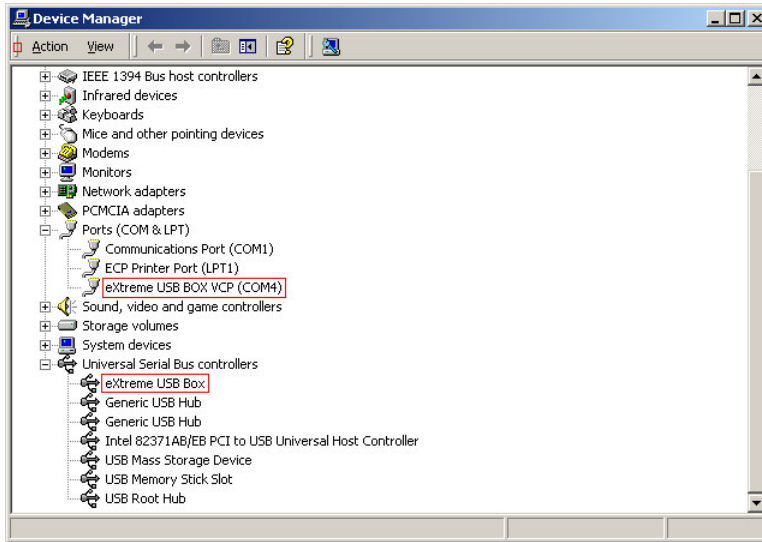 Device Manager
Action View
IEEE 1394 Bus host controllers
Infrared devices
Keyboards
Mice and other pointing devices
Modems
Monitors
Network adapters
PCMCIA adapters
Ports (COM & LPT)
Communications Port (COM1)
ECP Printer Port (LPT1)
eXtreme USB BOX VCP (COM4)
Sound, video and game controllers
Storage volumes
System devices
Universal Serial Bus controllers
eXtreme USB Box
Generic USB Hub
Generic USB Hub
Intel 82371AB/EB PCI to USB Universal Host Controller
USB Mass Storage Device
USB Memory Stick Slot
USB Root Hub